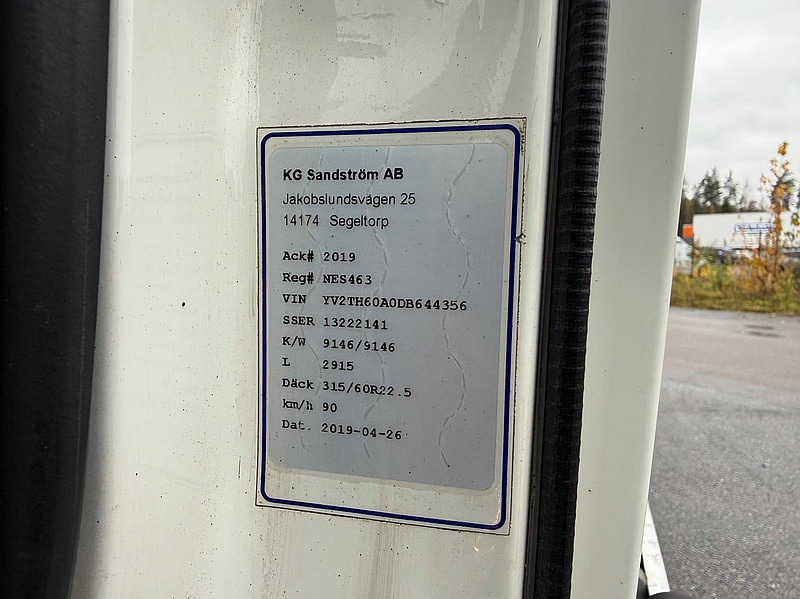 KG Sandström AB
Jakobslundsvägen 25
14174 Segeltorp
Ack# 2019
Reg# NES463
VIN YV2TH60A0DB644356
SSER 13222141
K/W 9146/9146
L 2915
Däck 315/60R22.5
km/h 90
Dat. 2019-04-26